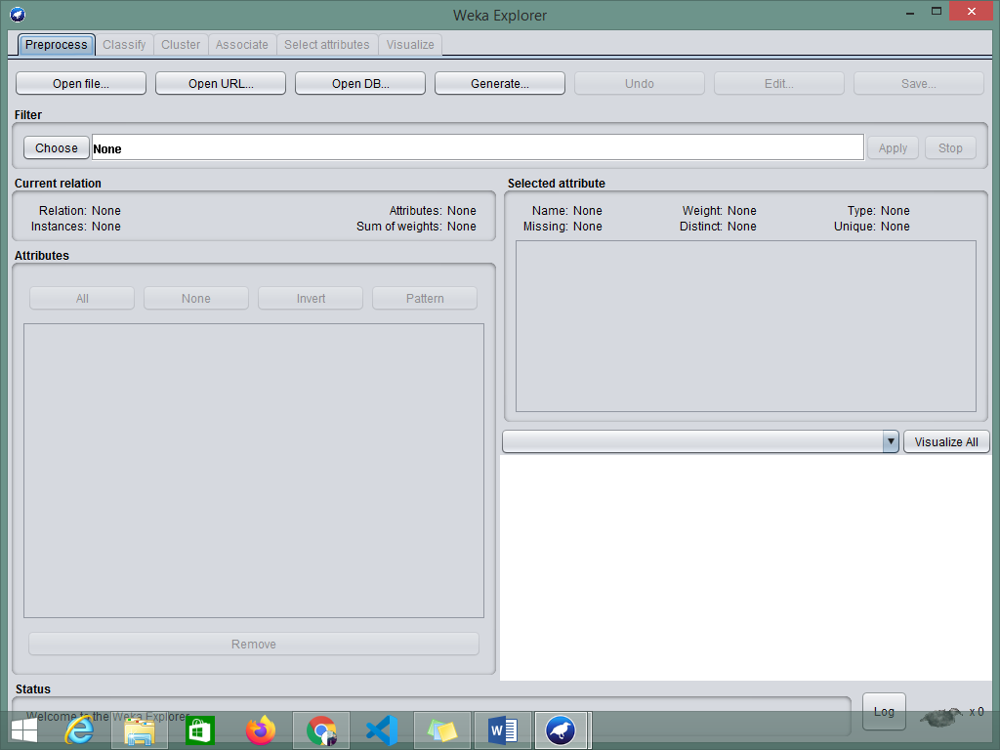 Weka Explorer
Preprocess Classify Cluster Associate Select attributes Visualize
Open file... Open URL... Open DB... Generate... Undo Edit... Save...
Filter
Choose None Apply Stop
Current relation
Relation: None Attributes: None
Instances: None Sum of weights: None
Selected attribute
Name: None Weight: None Type: None
Missing: None Distinct: None Unique: None
Attributes
All None Invert Pattern
Visualize All
Remove
Status
Welcome to the Weka Explorer
Log x 0